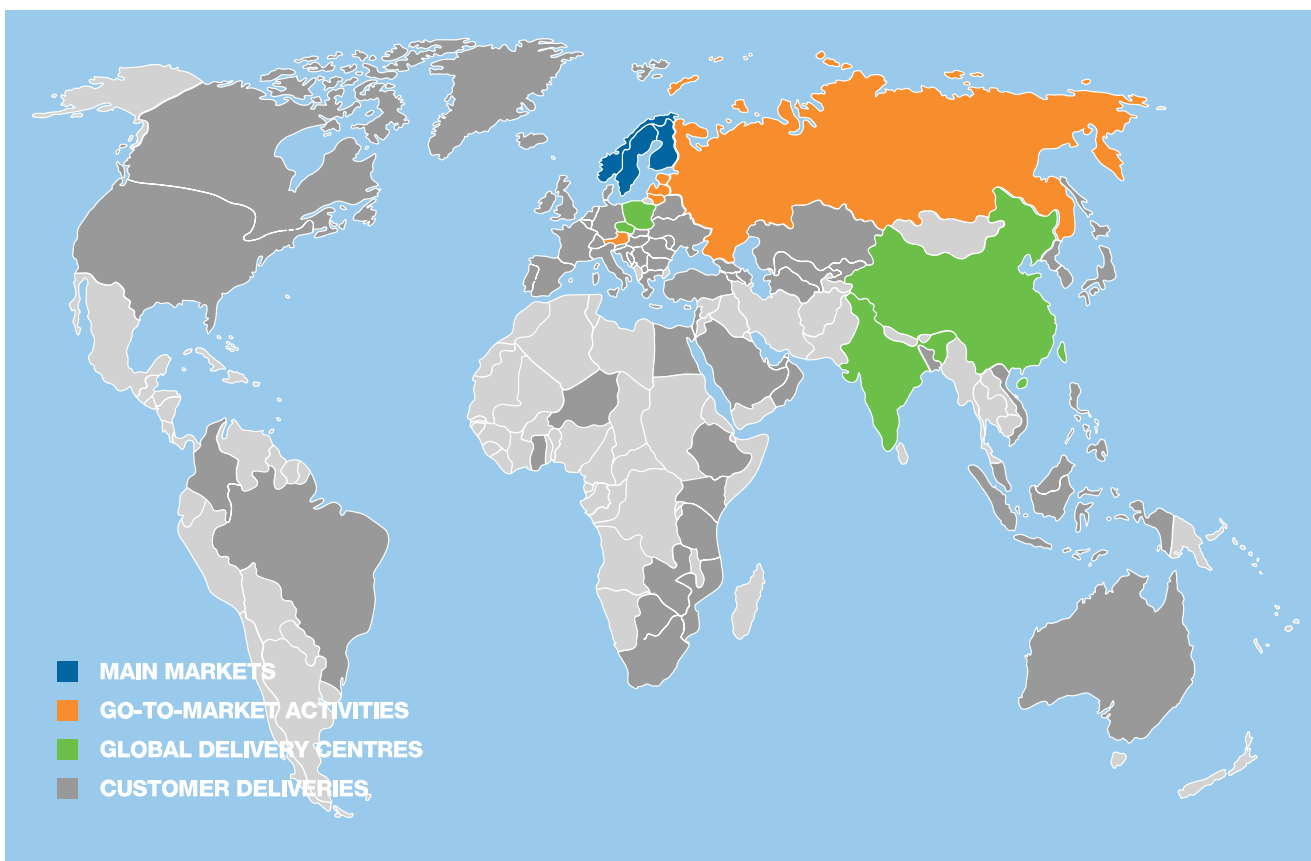 MAIN MARKETS
GO-TO-MARKET ACTIVITIES
GLOBAL DELIVERY CENTRES
CUSTOMER DELIVERIES